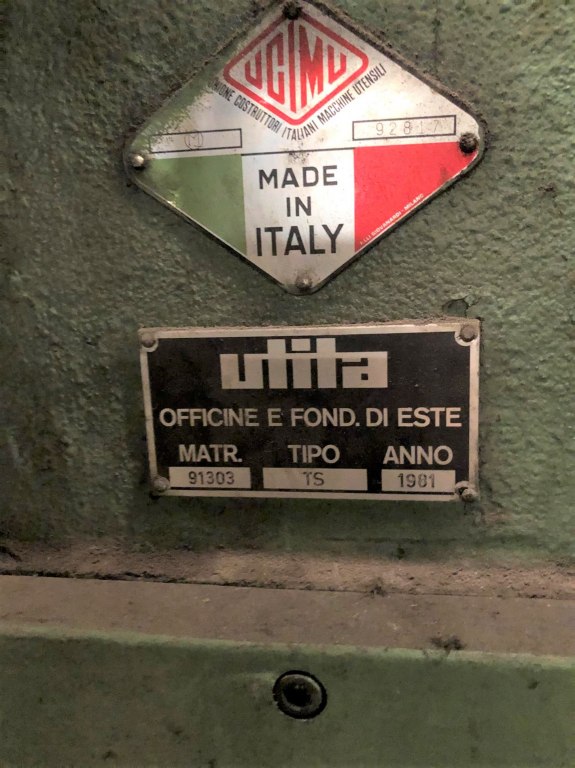 UCIMU
UNIONE COSTRUTTORI ITALIANI MACCHINE UTENSILI
92817
MADE
IN
ITALY
utita
OFFICINE E FOND. DI ESTE
MATR. TIPO ANNO
91303 TS 1981